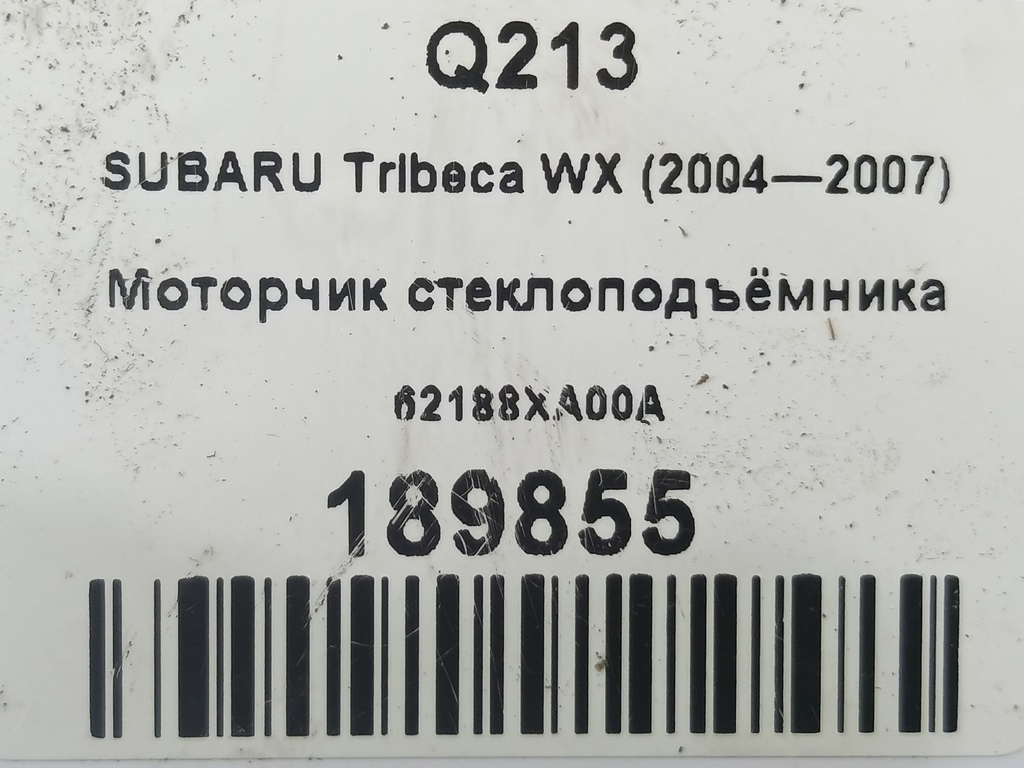 Q213
SUBARU Tribeca WX (2004—2007)
Моторчик стеклоподъёмника
62188XA00A
189855